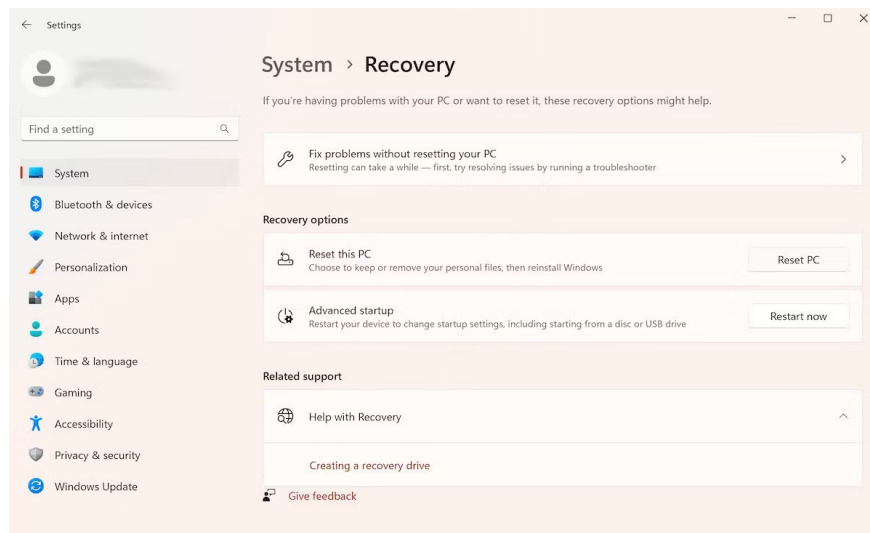 Settings
Find a setting
System
Bluetooth & devices
Network & internet
Personalization
Apps
Accounts
Time & language
Gaming
Accessibility
Privacy & security
Windows Update
System > Recovery
If you're having problems with your PC or want to reset it, these recovery options might help.
Fix problems without resetting your PC
Resetting can take a while — first, try resolving issues by running a troubleshooter
Recovery options
Reset this PC
Choose to keep or remove your personal files, then reinstall Windows
Reset PC
Advanced startup
Restart your device to change startup settings, including starting from a disc or USB drive
Restart now
Related support
Help with Recovery
Creating a recovery drive
Give feedback